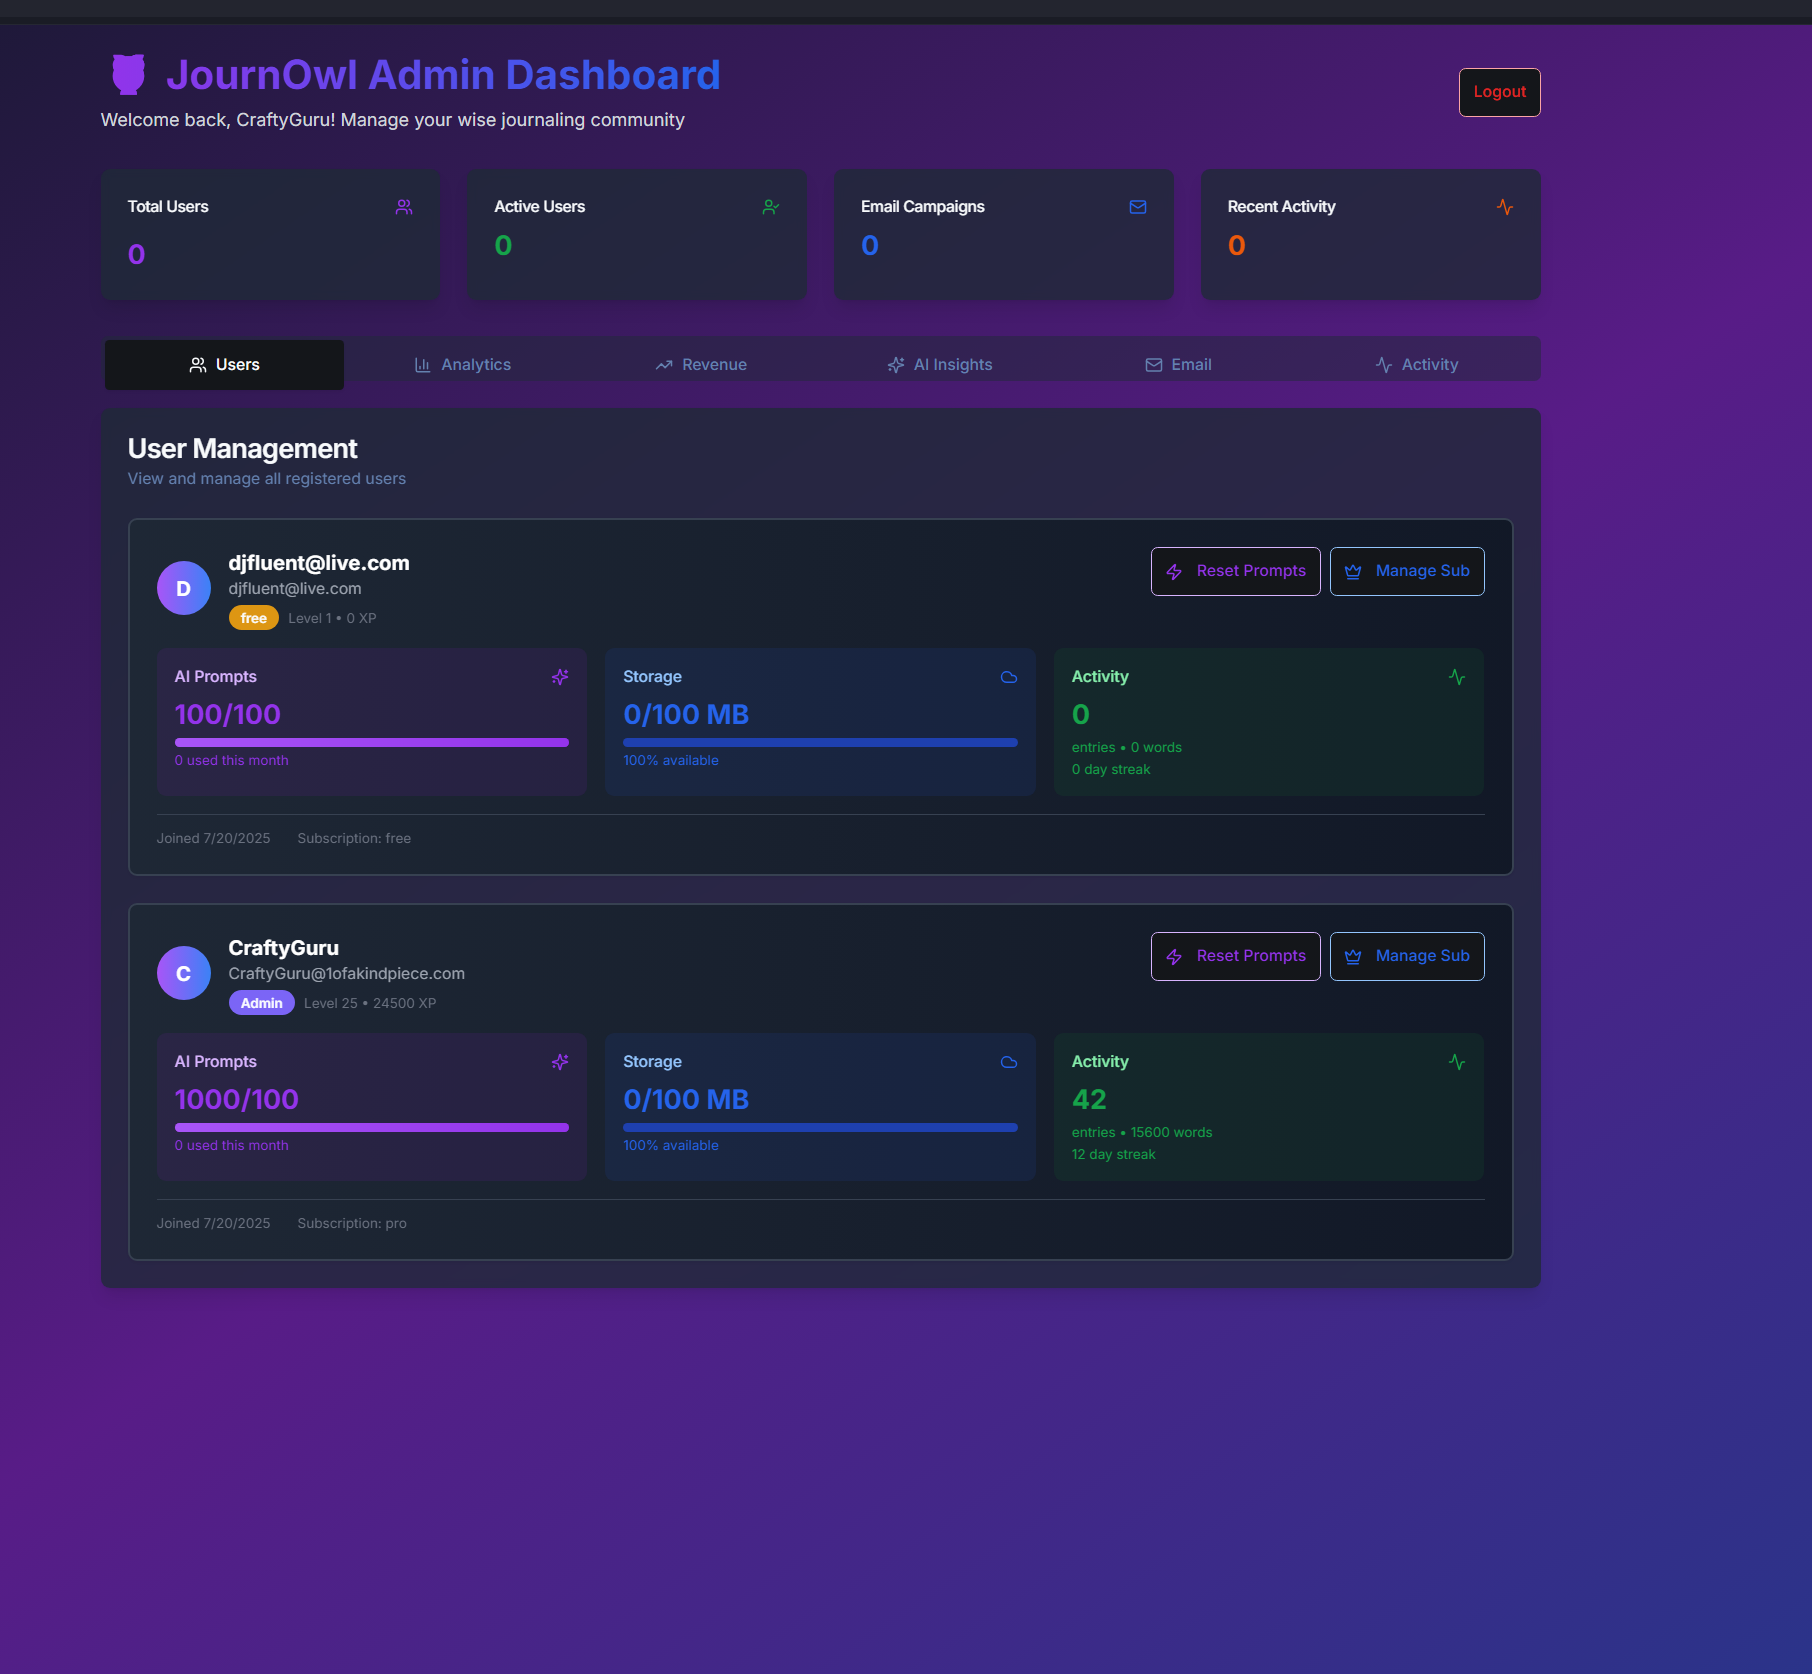 JournOwl Admin Dashboard
Welcome back, CraftyGuru! Manage your wise journaling community
Logout
Total Users
0
Active Users
0
Email Campaigns
0
Recent Activity
0
Users
Analytics
Revenue
AI Insights
Email
Activity
User Management
View and manage all registered users
D
djfluent@live.com
djfluent@live.com
free Level 1 • 0 XP
Reset Prompts
Manage Sub
AI Prompts
100/100
0 used this month
Storage
0/100 MB
100% available
Activity
0
entries • 0 words
0 day streak
Joined 7/20/2025 Subscription: free
C
CraftyGuru
CraftyGuru@1ofakindpiece.com
Admin Level 25 • 24500 XP
Reset Prompts
Manage Sub
AI Prompts
1000/100
0 used this month
Storage
0/100 MB
100% available
Activity
42
entries • 15600 words
12 day streak
Joined 7/20/2025 Subscription: pro